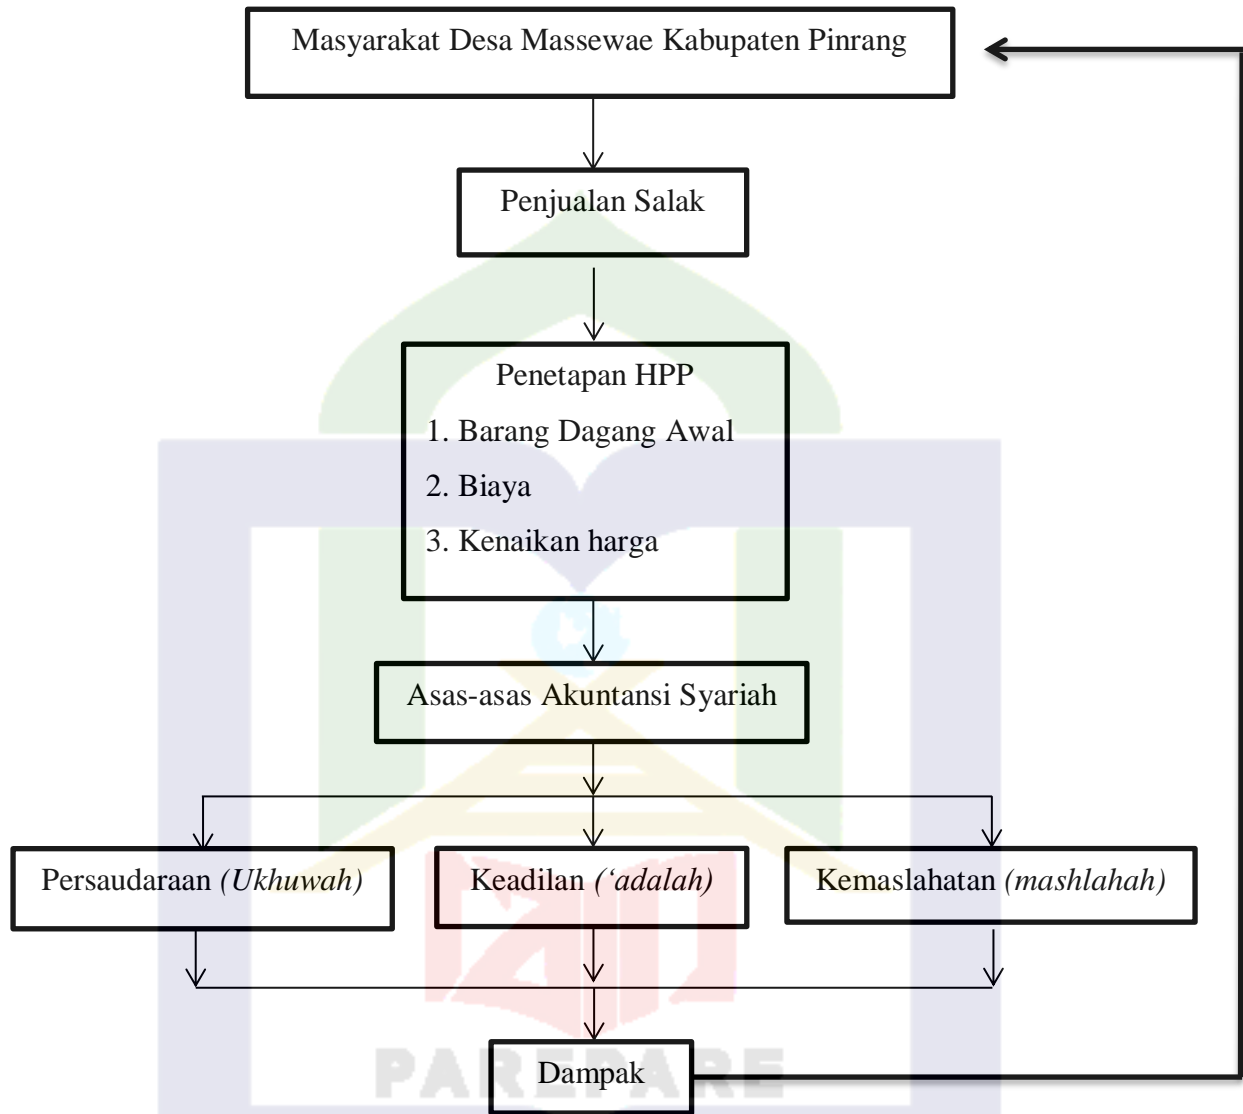 Masyarakat Desa Massewae Kabupaten Pinrang
Penjualan Salak
Penetapan HPP
1. Barang Dagang Awal
2. Biaya
3. Kenaikan harga
Asas-asas Akuntansi Syariah
Persaudaraan (Ukhuwah)
Keadilan (‘adalah)
Kemaslahatan (mashlahah)
PAREPARE
Dampak